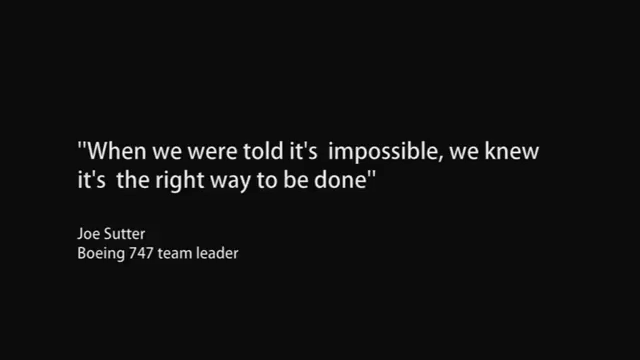 "When we were told it's  impossible, we knew
it's  the right way to be done"
Joe Sutter
Boeing 747 team leader